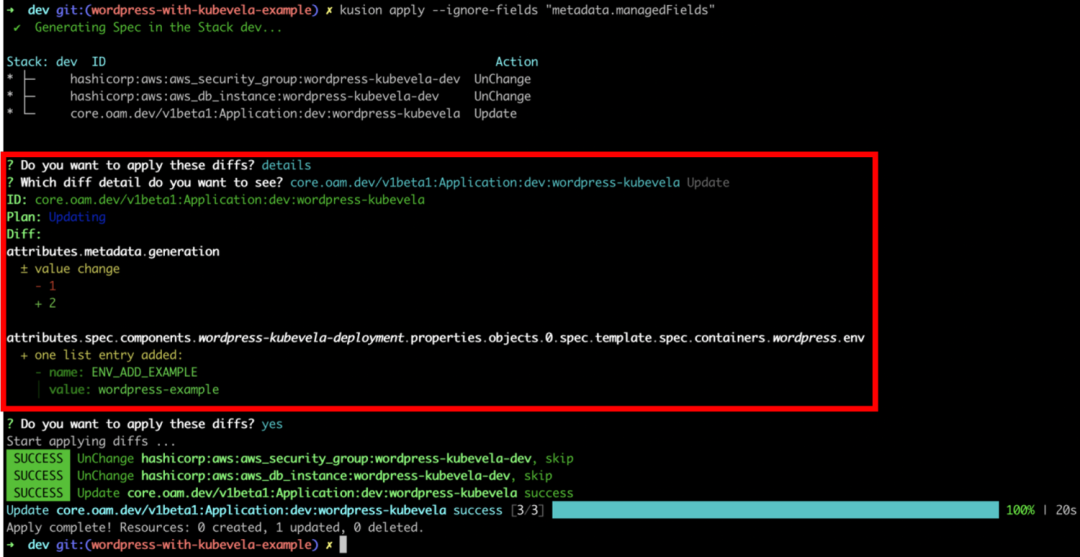 ➜ dev git:(wordpress-with-kubevela-example) ✗ kusion apply --ignore-fields "metadata.managedFields"
✔ Generating Spec in the Stack dev...
Stack: dev ID Action
* ├─ hashicorp:aws:aws_security_group:wordpress-kubevela-dev UnChange
* ├─ hashicorp:aws:aws_db_instance:wordpress-kubevela-dev UnChange
* └─ core.oam.dev/v1beta1:Application:dev:wordpress-kubevela Update
? Do you want to apply these diffs? details
? Which diff detail do you want to see? core.oam.dev/v1beta1:Application:dev:wordpress-kubevela Update
ID: core.oam.dev/v1beta1:Application:dev:wordpress-kubevela
Plan: Updating
Diff:
attributes.metadata.generation
± value change
- 1
+ 2
attributes.spec.components.wordpress-kubevela-deployment.properties.objects.0.spec.template.spec.containers.wordpress.env
+ one list entry added:
- name: ENV_ADD_EXAMPLE
│ value: wordpress-example
? Do you want to apply these diffs? yes
Start applying diffs ...
SUCCESS UnChange hashicorp:aws:aws_security_group:wordpress-kubevela-dev, skip
SUCCESS UnChange hashicorp:aws:aws_db_instance:wordpress-kubevela-dev, skip
SUCCESS Update core.oam.dev/v1beta1:Application:dev:wordpress-kubevela success
Update core.oam.dev/v1beta1:Application:dev:wordpress-kubevela success [3/3] 100% | 20s
Apply complete! Resources: 0 created, 1 updated, 0 deleted.
➜ dev git:(wordpress-with-kubevela-example) ✗